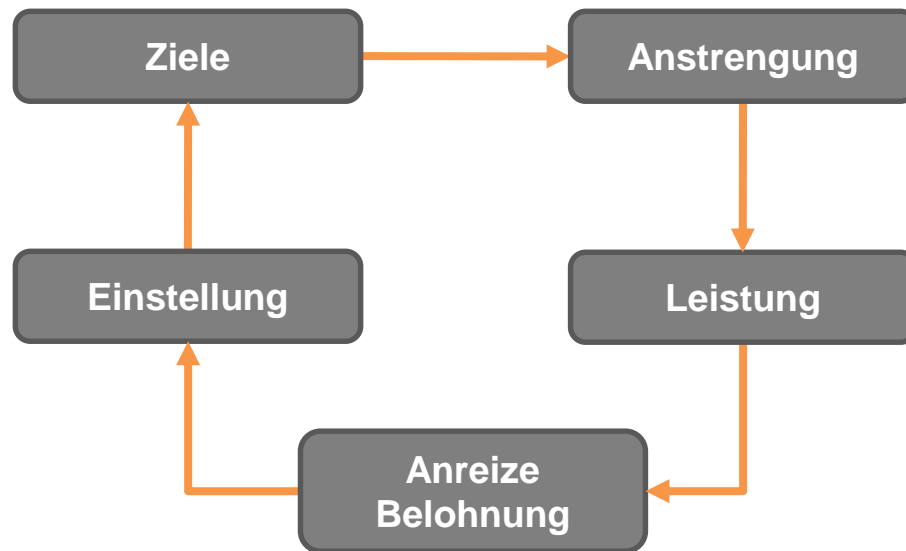 Ziele
Anstrengung
Einstellung
Leistung
Anreize
Belohnung